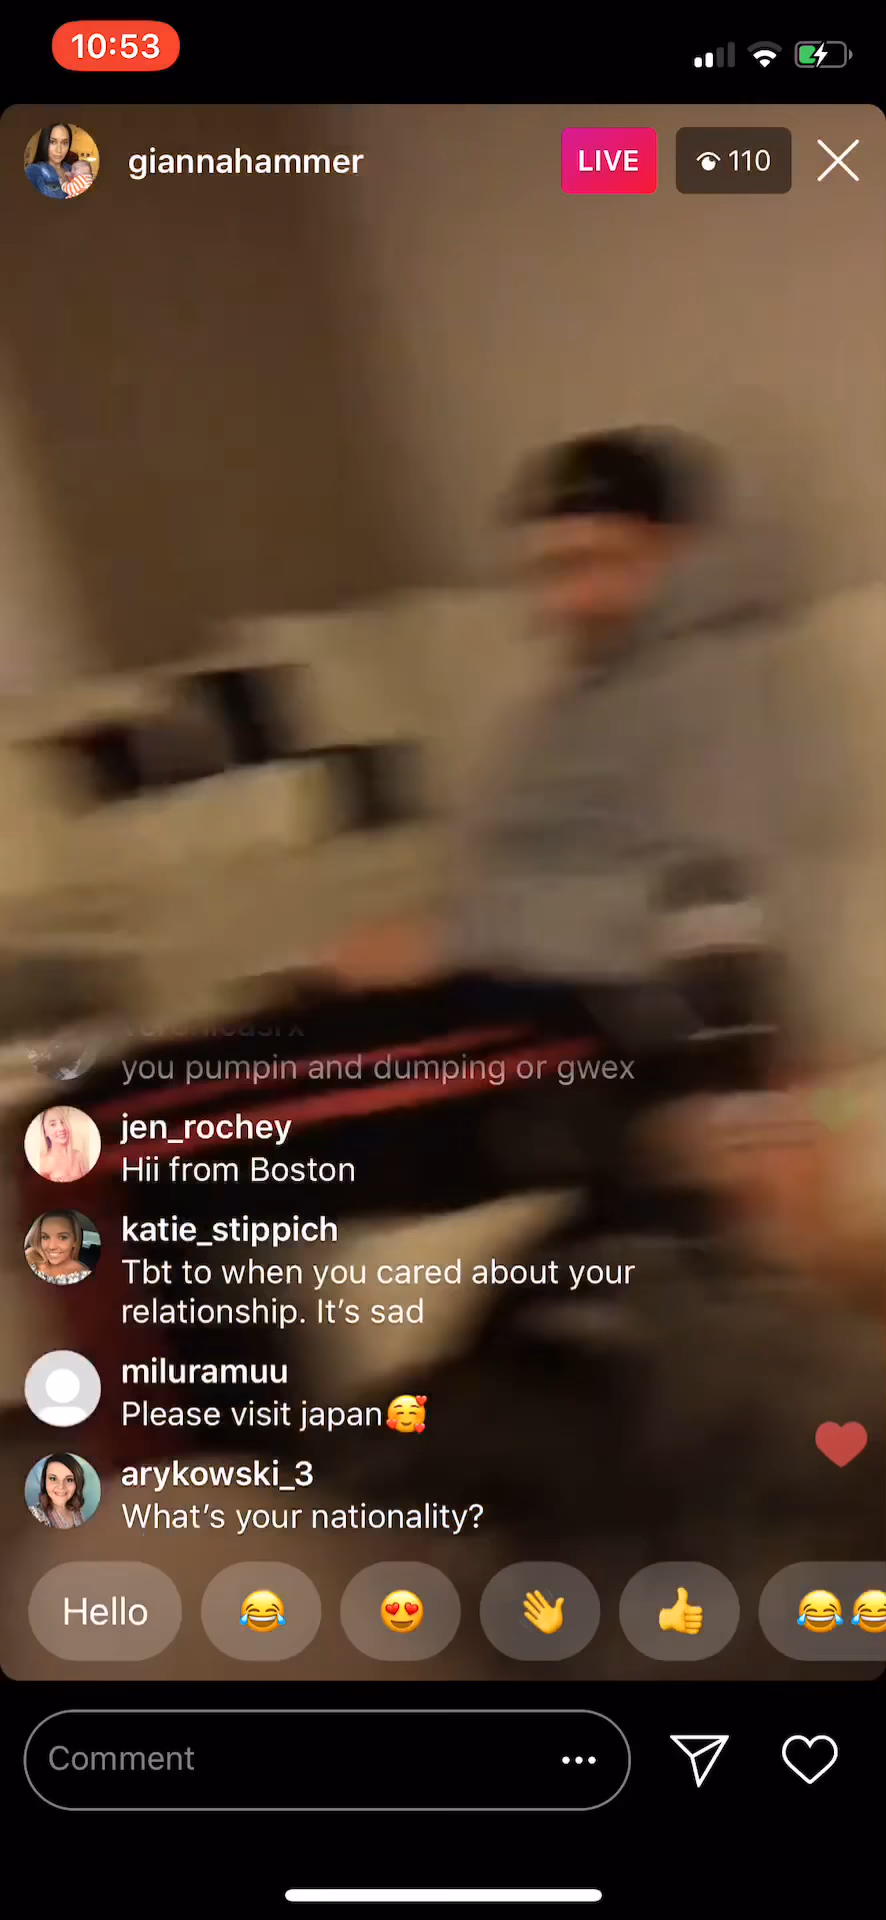 10:53
giannahammer
LIVE
110
you pumpin and dumping or gwex
jen_rochey
Hii from Boston
katie_stippich
Tbt to when you cared about your
relationship. It’s sad
miluramuu
Please visit japan🥰
arykowski_3
What’s your nationality?
Hello
Comment